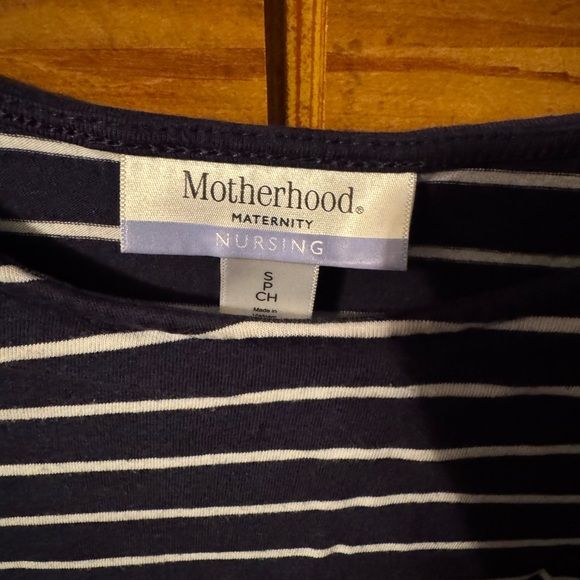 Motherhood®
MATERNITY
NURSING
S
P
CH
Made in